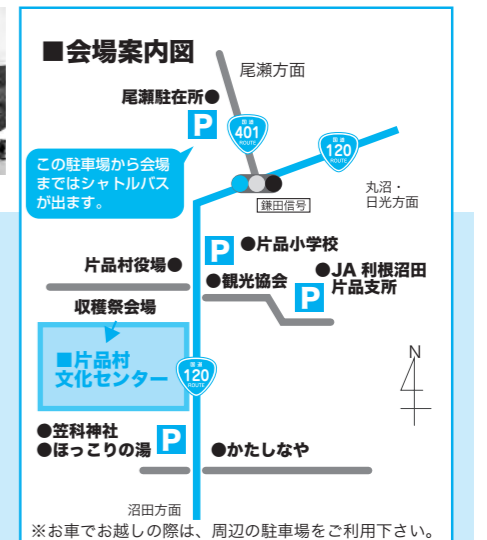 ■会場案内図
尾瀬方面
尾瀬駐在所●
P
国道
401
ROUTE
国道
120
ROUTE
この駐車場から会場
まではシャトルバス
が出ます。
丸沼・
日光方面
鎌田信号
P
●片品小学校
片品村役場●
●観光協会
●JA 利根沼田
片品支所
P
収穫祭会場
■片品村
文化センター
国道
120
ROUTE
N
●笠科神社
●ほっこりの湯
P
●かたしなや
沼田方面
※お車でお越しの際は、周辺の駐車場をご利用下さい。